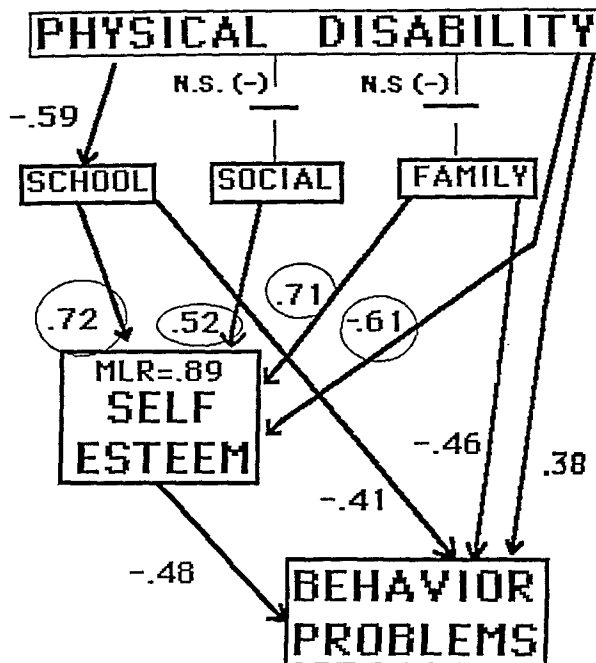 PHYSICAL DISABILITY
N.S. (-) N.S (-)
-.59
SCHOOL SOCIAL FAMILY
.72 .52 .71 -.61
MLR=.89
SELF
ESTEEM
-.46 .38
-.41
-.48
BEHAVIOR
PROBLEMS